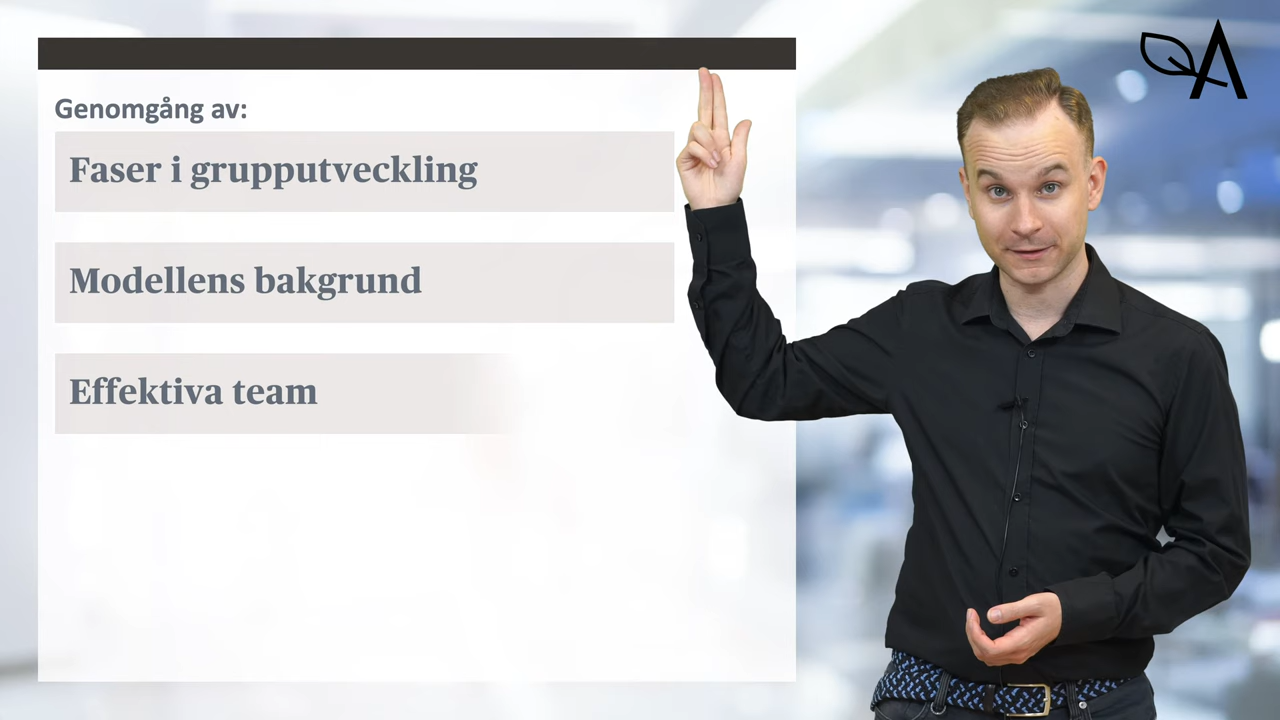 Genomgång av:
Faser i grupputveckling
Modellens bakgrund
Effektiva team
A